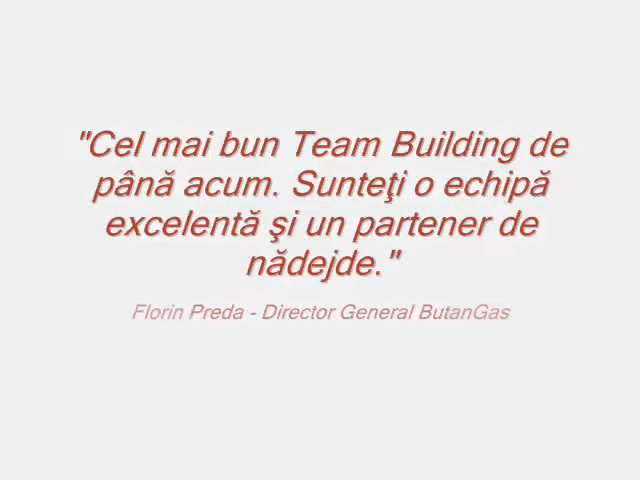 "Cel mai bun Team Building de
până acum. Sunteţi o echipă
excelentă şi un partener de
nădejde."
Florin Preda - Director General ButanGas